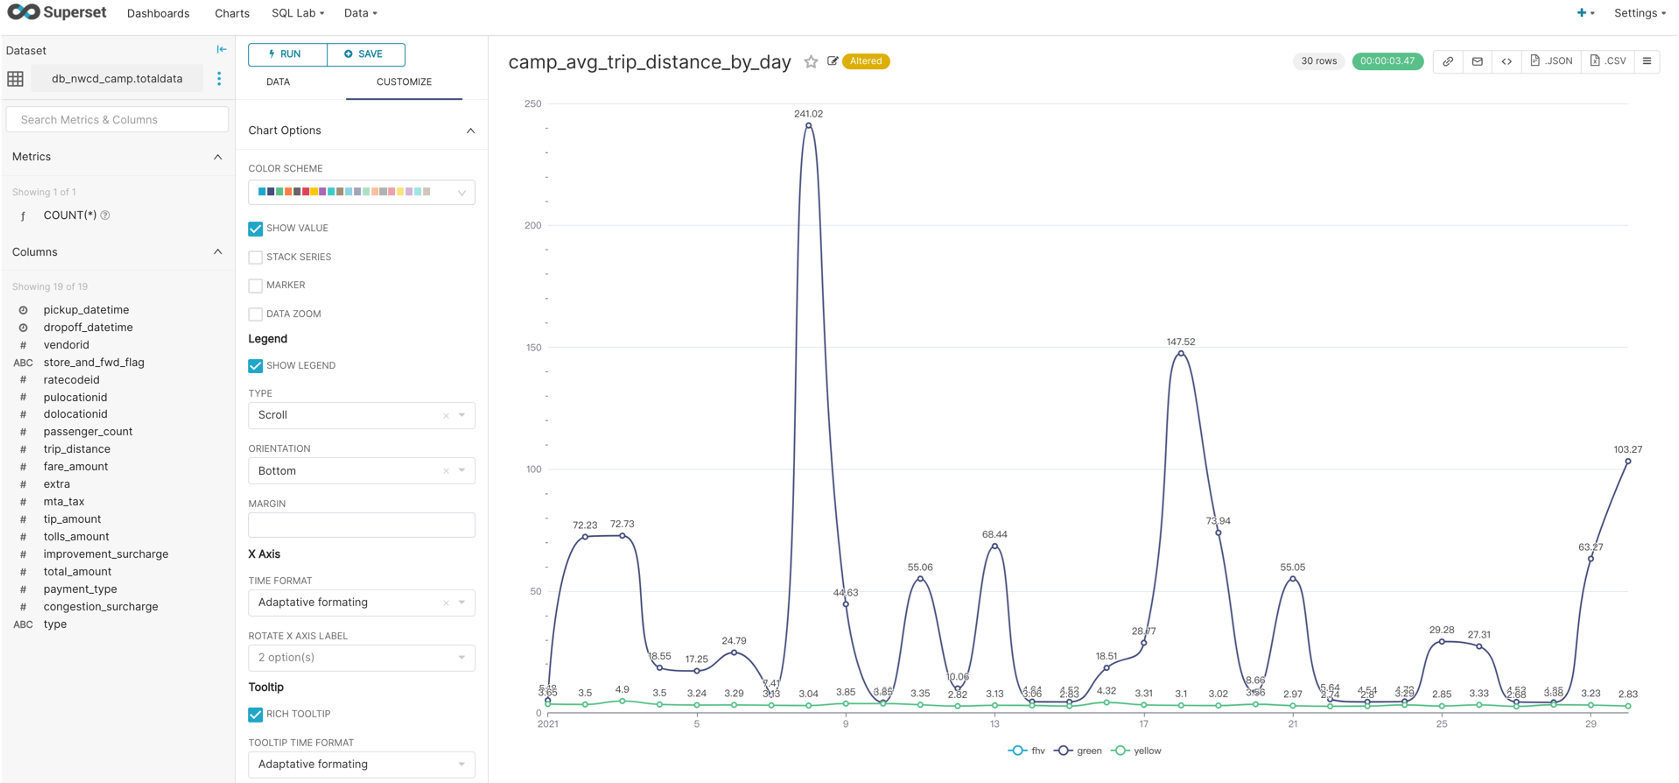 Superset
Dashboards
Charts
SQL Lab
Data
Settings
Dataset
db_nwcd_camp.totaldata
Search Metrics & Columns
Metrics
Showing 1 of 1
ƒ COUNT(*)
Columns
Showing 19 of 19
pickup_datetime
dropoff_datetime
# vendorid
ABC store_and_fwd_flag
# ratecodeid
# pulocationid
# dolocationid
# passenger_count
# trip_distance
# fare_amount
# extra
# mta_tax
# tip_amount
# tolls_amount
# improvement_surcharge
# total_amount
# payment_type
# congestion_surcharge
ABC type
RUN
SAVE
DATA
CUSTOMIZE
Chart Options
COLOR SCHEME
SHOW VALUE
STACK SERIES
MARKER
DATA ZOOM
Legend
SHOW LEGEND
TYPE
Scroll
ORIENTATION
Bottom
MARGIN
X Axis
TIME FORMAT
Adaptative formating
ROTATE X AXIS LABEL
2 option(s)
Tooltip
RICH TOOLTIP
TOOLTIP TIME FORMAT
Adaptative formating
camp_avg_trip_distance_by_day
Altered
30 rows
00:00:03.47
.JSON
.CSV
250
200
150
100
50
0
241.02
147.52
103.27
72.23
72.73
73.94
68.44
63.27
55.06
55.05
44.63
28.77
29.28
27.31
24.79
18.55
17.25
18.51
10.06
8.66
7.41
3.65
3.5
4.9
3.5
3.24
3.29
3.04
3.85
3.35
2.82
3.13
4.32
3.31
3.1
3.02
2.97
2.85
3.33
3.23
2.83
2021
5
9
13
17
21
25
29
fhv
green
yellow